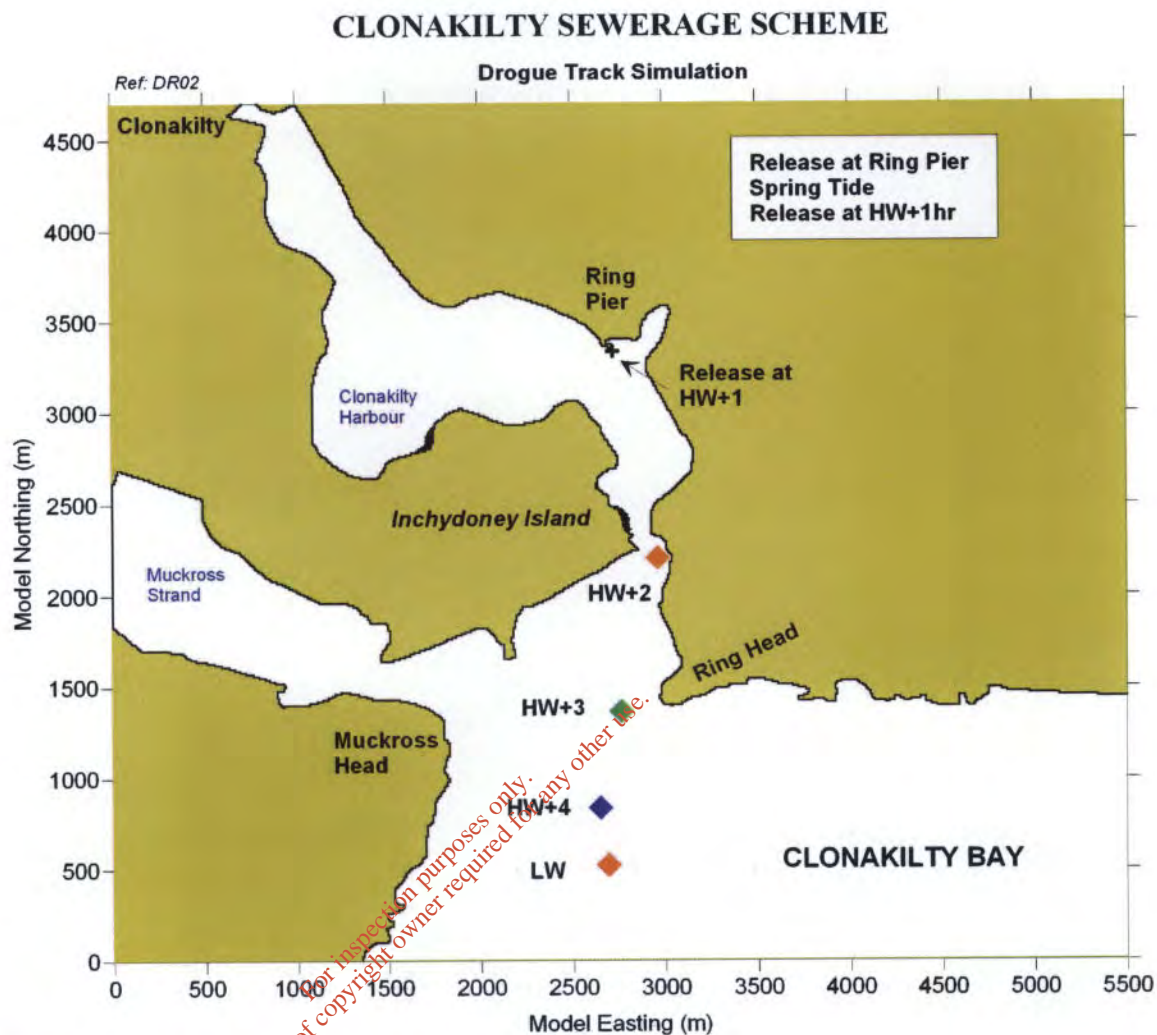 CLONAKILTY SEWERAGE SCHEME
Drogue Track Simulation
Ref: DR02
Clonakilty
Release at Ring Pier
Spring Tide
Release at HW+1hr
Ring
Pier
Release at
HW+1
Clonakilty
Harbour
Inchydoney Island
Muckross
Strand
HW+2
Ring Head
HW+3
Muckross
Head
HW+4
LW
CLONAKILTY BAY
For inspection purposes only.
of copyright owner required for any other use.
Model Northing (m)
4500
4000
3500
3000
2500
2000
1500
1000
500
0
0 500 1000 1500 2000 2500 3000 3500 4000 4500 5000 5500
Model Easting (m)